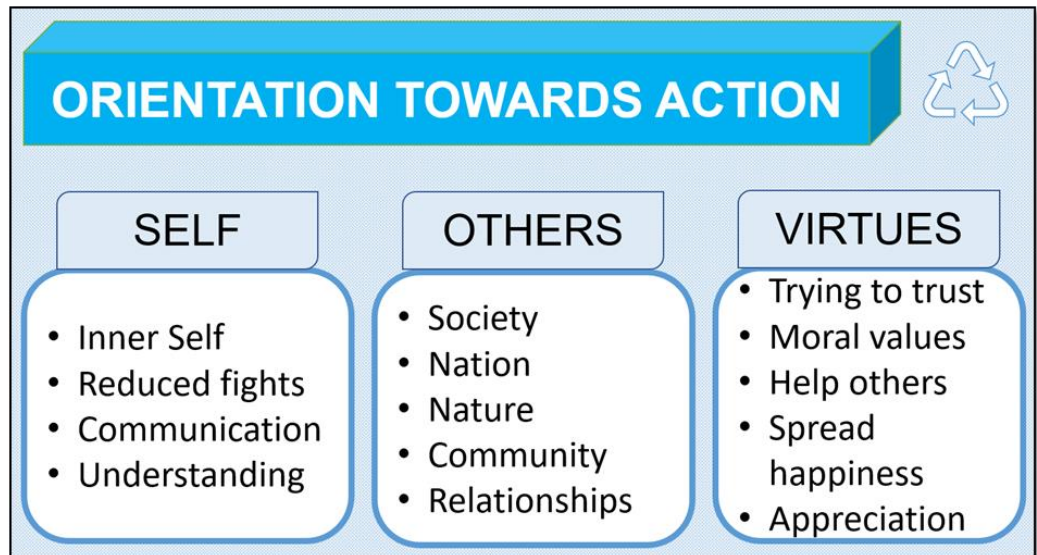 ORIENTATION TOWARDS ACTION
SELF
• Inner Self
• Reduced fights
• Communication
• Understanding
OTHERS
• Society
• Nation
• Nature
• Community
• Relationships
VIRTUES
• Trying to trust
• Moral values
• Help others
• Spread
happiness
• Appreciation